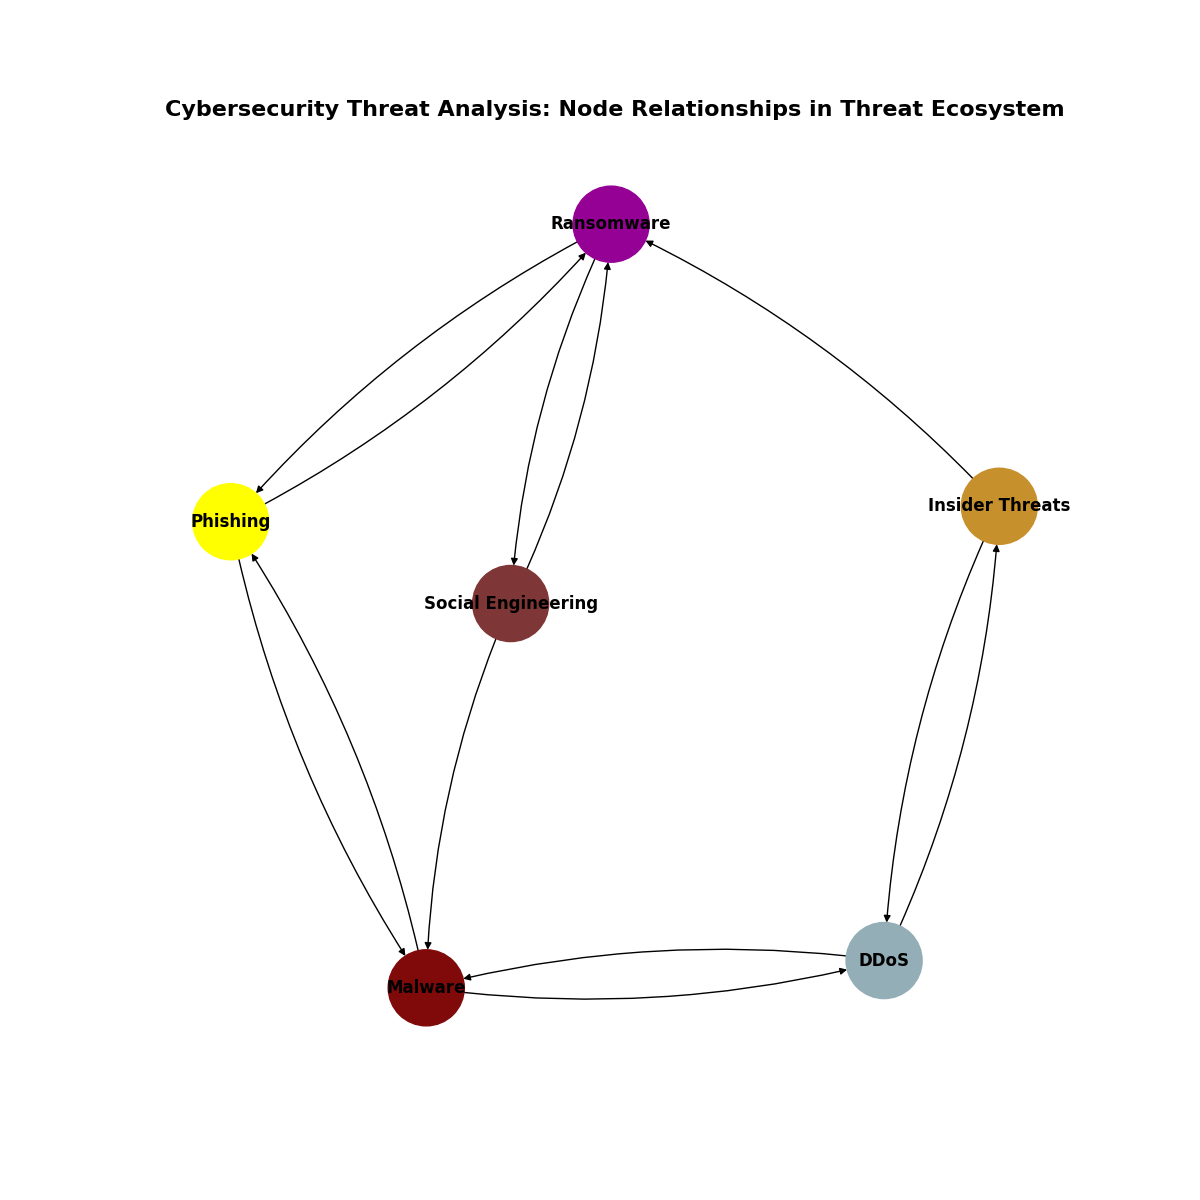 Cybersecurity Threat Analysis: Node Relationships in Threat Ecosystem
Ransomware
Insider Threats
Phishing
Social Engineering
DDoS
Malware